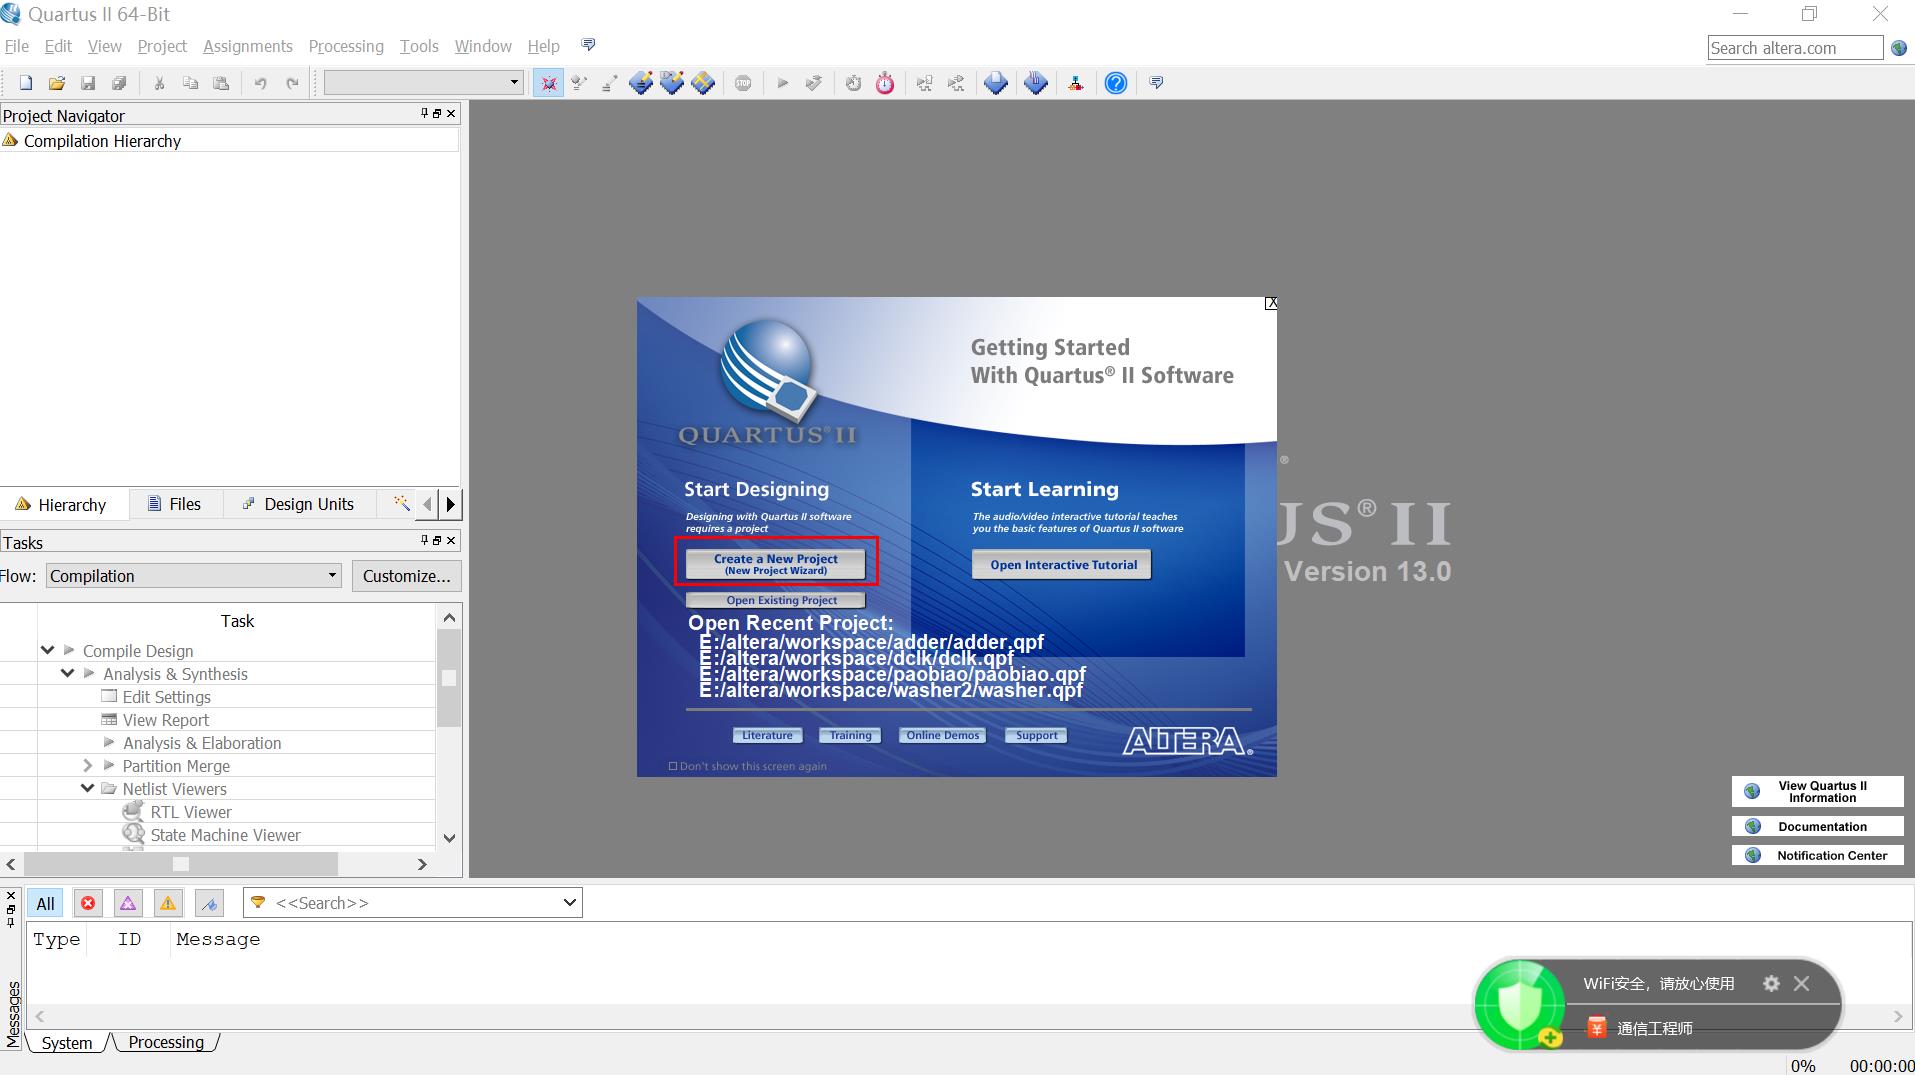 Quartus II 64-Bit
File Edit View Project Assignments Processing Tools Window Help
Search altera.com
STOP
Project Navigator
Compilation Hierarchy
Hierarchy Files Design Units
Tasks
Flow: Compilation Customize...
Task
Compile Design
Analysis & Synthesis
Edit Settings
View Report
Analysis & Elaboration
Partition Merge
Netlist Viewers
RTL Viewer
State Machine Viewer
X
Getting Started
With Quartus® II Software
QUARTUS® II
Start Designing
Designing with Quartus II software
requires a project
Create a New Project
(New Project Wizard)
Open Existing Project
Start Learning
The audio/video interactive tutorial teaches
you the basic features of Quartus II software
Open Interactive Tutorial
Open Recent Project:
E:/altera/workspace/adder/adder.qpf
E:/altera/workspace/dclk/dclk.qpf
E:/altera/workspace/paobiao/paobiao.qpf
E:/altera/workspace/washer2/washer.qpf
Literature Training Online Demos Support
ALTERA®
Don't show this screen again
®
US® II
Version 13.0
View Quartus II
Information
Documentation
Notification Center
All <<Search>>
Type ID Message
Messages
System Processing
WiFi安全，请放心使用
¥ 通信工程师
0% 00:00:00